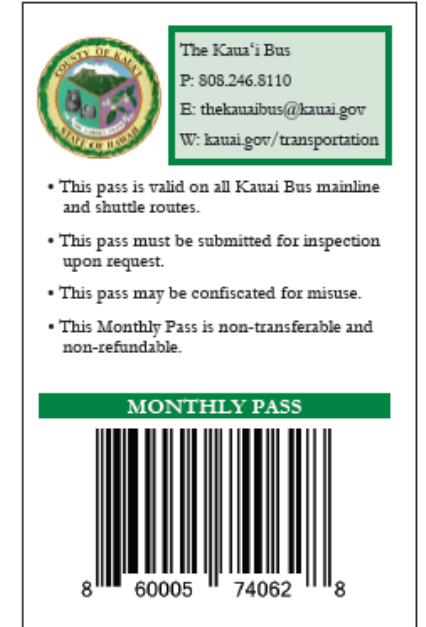 COUNTY OF KAUA'I
STATE OF HAWAII
The Kauaʻi Bus
P: 808.246.8110
E: thekauaibus@kauai.gov
W: kauai.gov/transportation
• This pass is valid on all Kauai Bus mainline
and shuttle routes.
• This pass must be submitted for inspection
upon request.
• This pass may be confiscated for misuse.
• This Monthly Pass is non-transferable and
non-refundable.
MONTHLY PASS
8 60005 74062 8